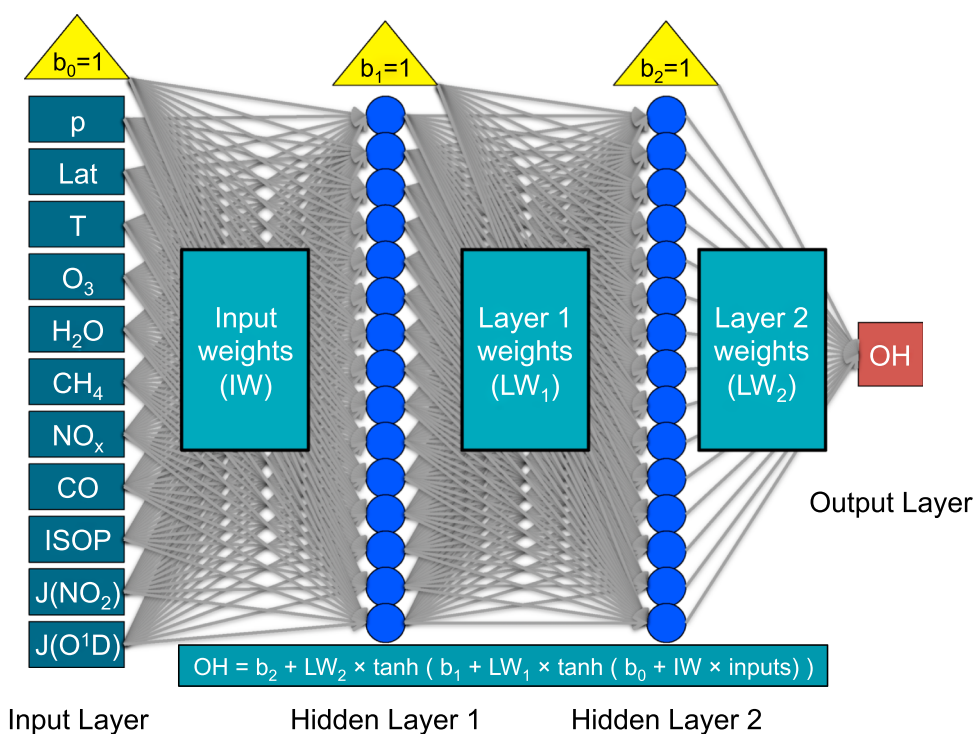 b₀=1
b₁=1
b₂=1
p
Lat
T
O₃
H₂O
CH₄
NOₓ
CO
ISOP
J(NO₂)
J(O¹D)
Input
weights
(IW)
Layer 1
weights
(LW₁)
Layer 2
weights
(LW₂)
OH
Output Layer
OH = b₂ + LW₂ × tanh ( b₁ + LW₁ × tanh ( b₀ + IW × inputs) )
Input Layer
Hidden Layer 1
Hidden Layer 2